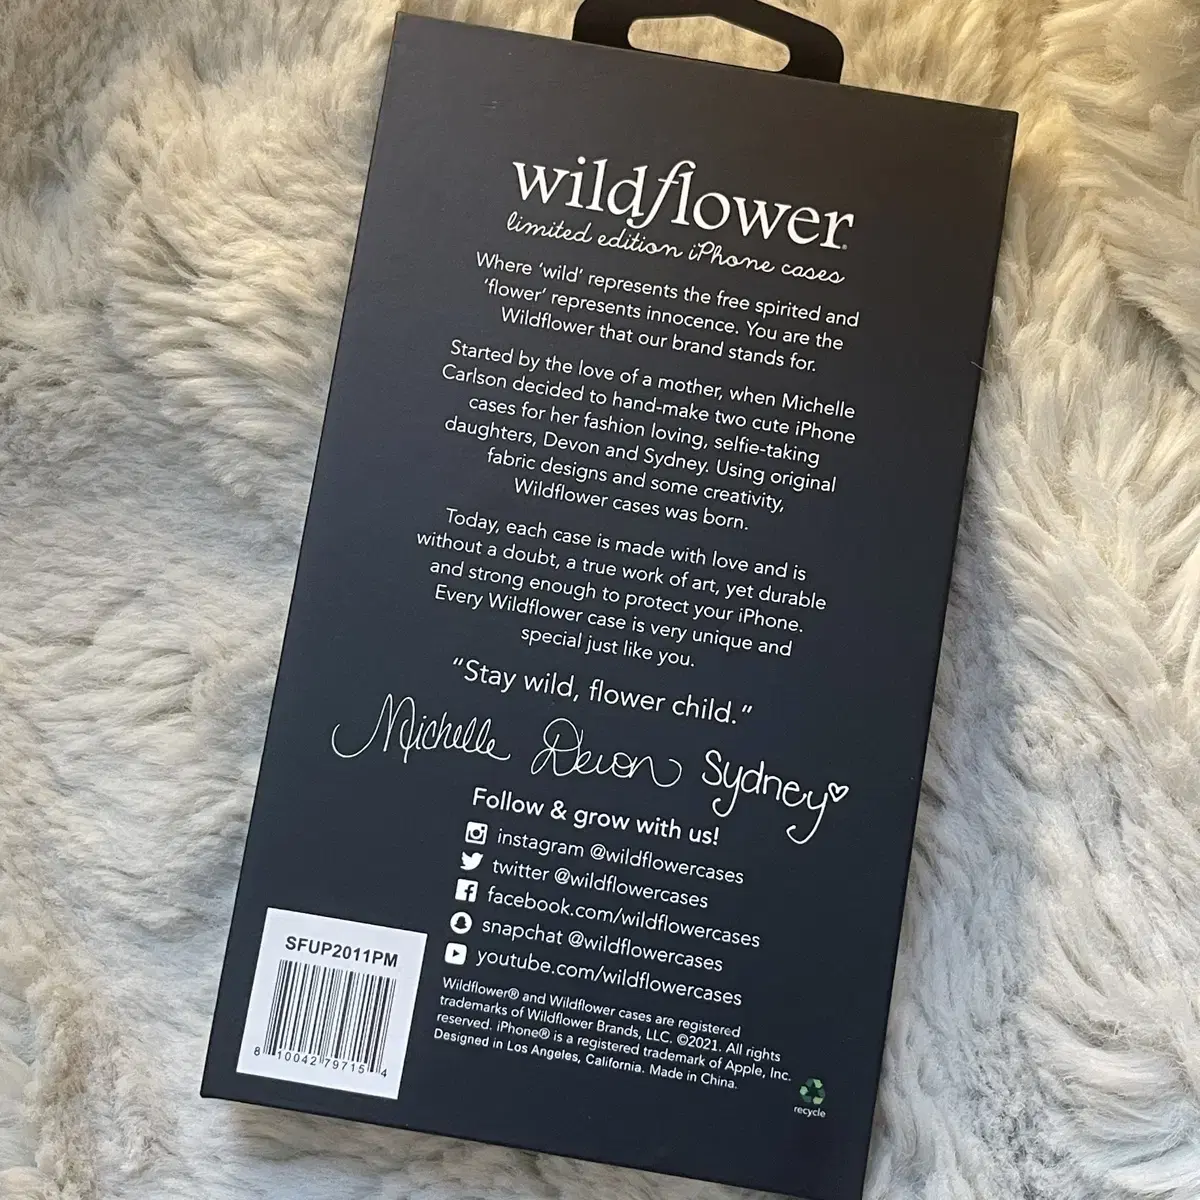 wildflower®
limited edition iPhone cases
Where 'wild' represents the free spirited and
'flower' represents innocence. You are the
Wildflower that our brand stands for.
Started by the love of a mother, when Michelle
Carlson decided to hand-make two cute iPhone
cases for her fashion loving, selfie-taking
daughters, Devon and Sydney. Using original
fabric designs and some creativity,
Wildflower cases was born.
Today, each case is made with love and is
without a doubt, a true work of art, yet durable
and strong enough to protect your iPhone.
Every Wildflower case is very unique and
special just like you.
"Stay wild, flower child."
Michelle Devon Sydney
Follow & grow with us!
instagram @wildflowercases
twitter @wildflowercases
facebook.com/wildflowercases
snapchat @wildflowercases
youtube.com/wildflowercases
Wildflower® and Wildflower cases are registered
trademarks of Wildflower Brands, LLC. ©2021. All rights
reserved. iPhone® is a registered trademark of Apple, Inc.
Designed in Los Angeles, California. Made in China.
recycle
SFUP2011PM
8 10042 79715 4